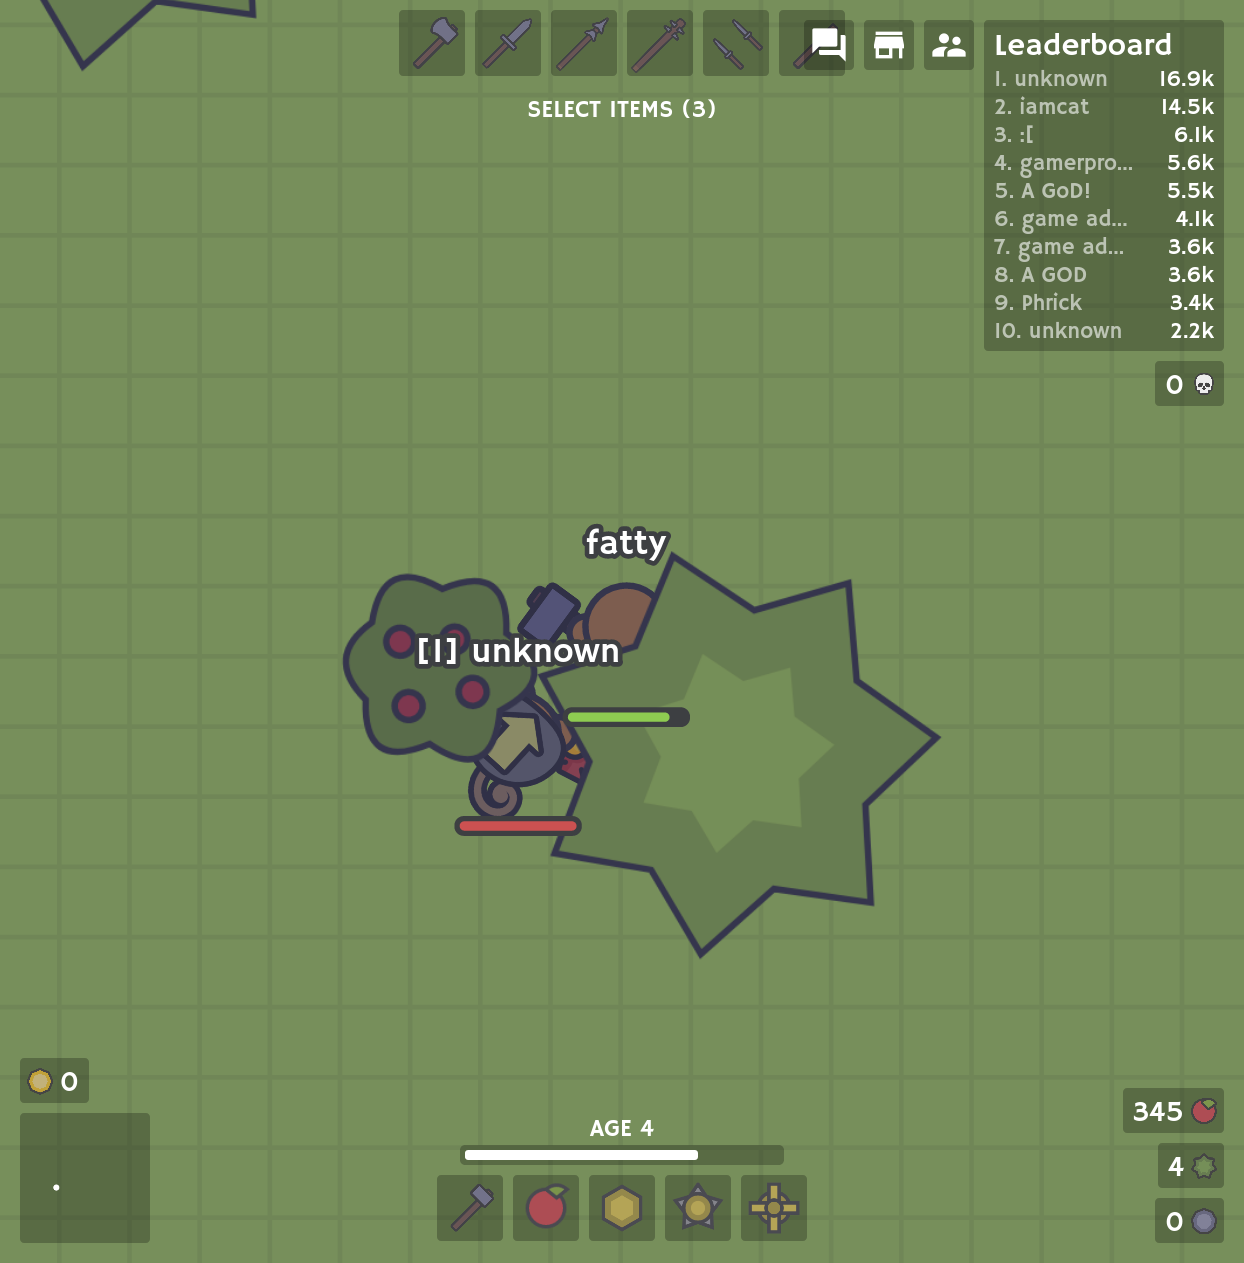 SELECT ITEMS (3)
Leaderboard
1. unknown 16.9k
2. iamcat 14.5k
3. :[ 6.1k
4. gamerpro... 5.6k
5. A GoD! 5.5k
6. game ad... 4.1k
7. game ad... 3.6k
8. A GOD 3.6k
9. Phrick 3.4k
10. unknown 2.2k
0
fatty
[I] unknown
0
345
AGE 4
4
0